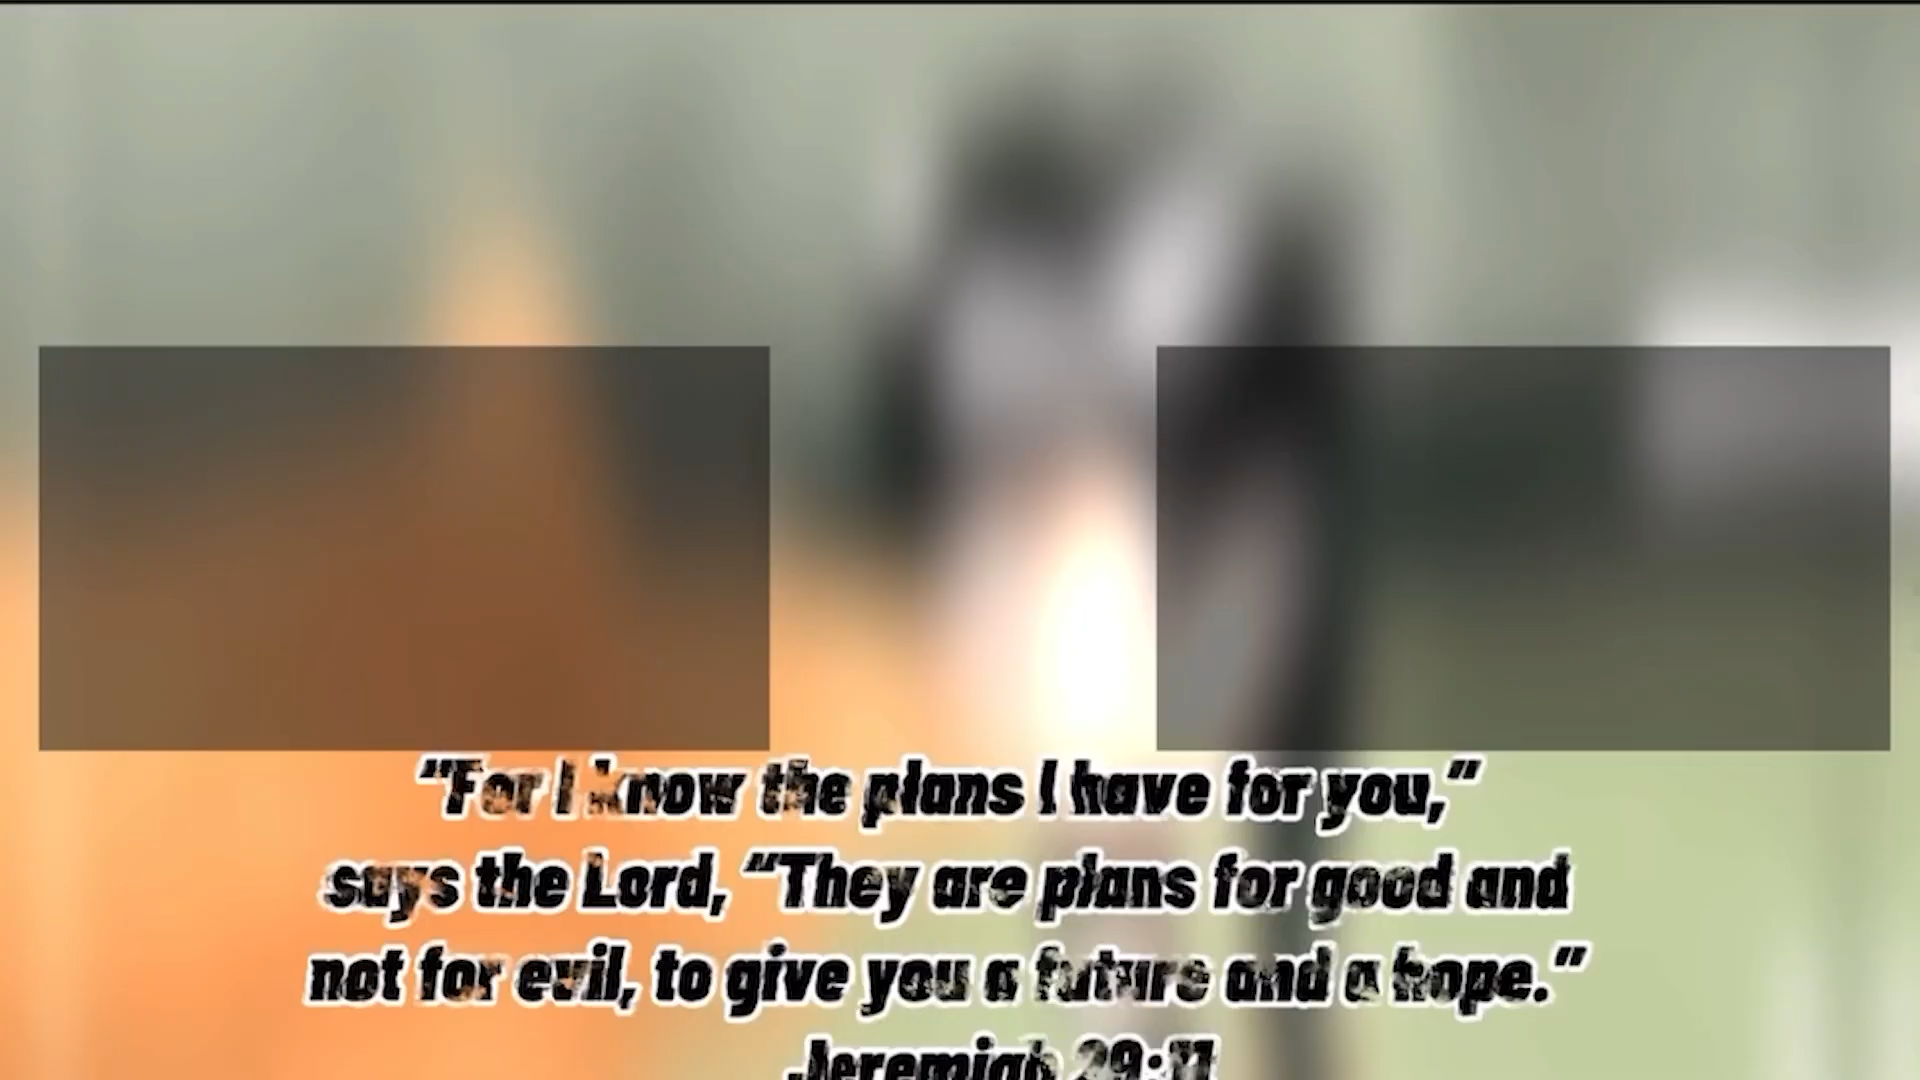 “For I know the plans I have for you,”
says the Lord, “They are plans for good and
not for evil, to give you a future and a hope.”
Jeremiah 29:11